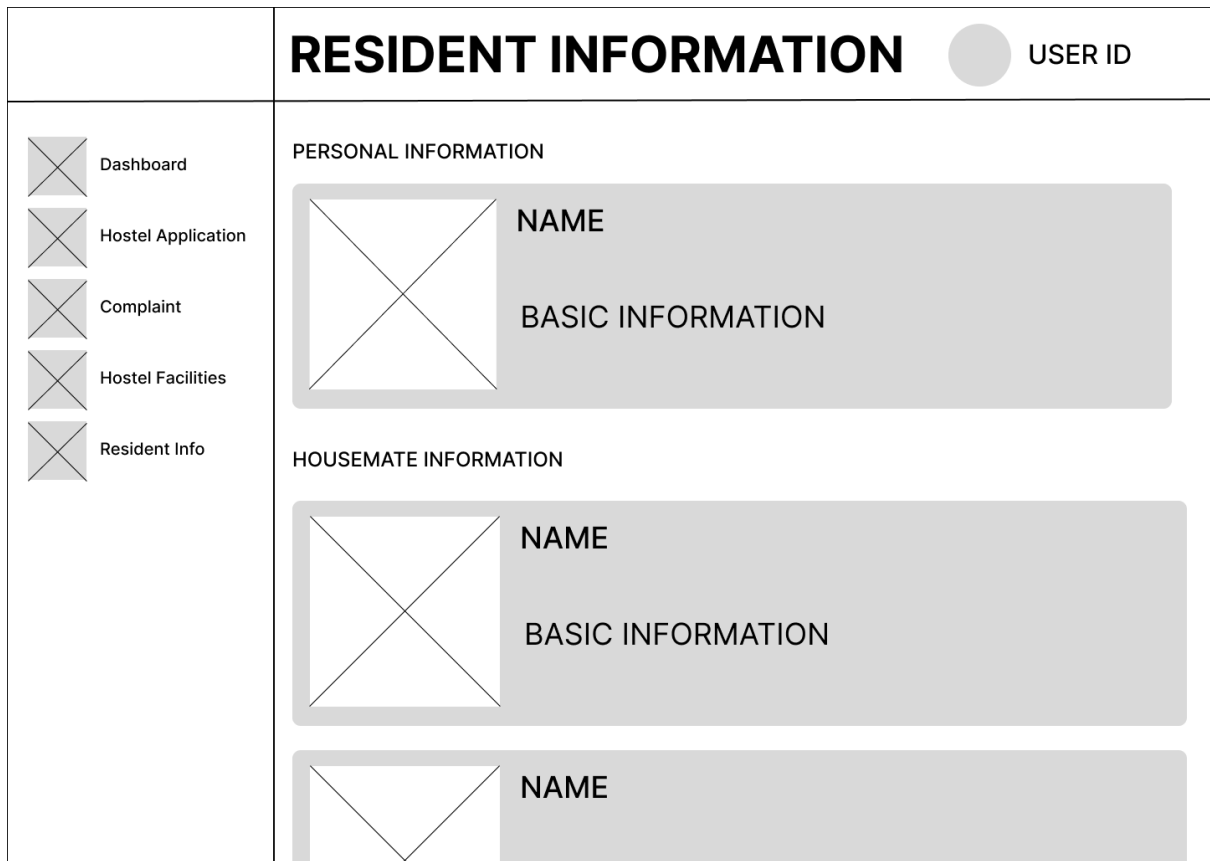 RESIDENT INFORMATION
USER ID
Dashboard
Hostel Application
Complaint
Hostel Facilities
Resident Info
PERSONAL INFORMATION
NAME
BASIC INFORMATION
HOUSEMATE INFORMATION
NAME
BASIC INFORMATION
NAME